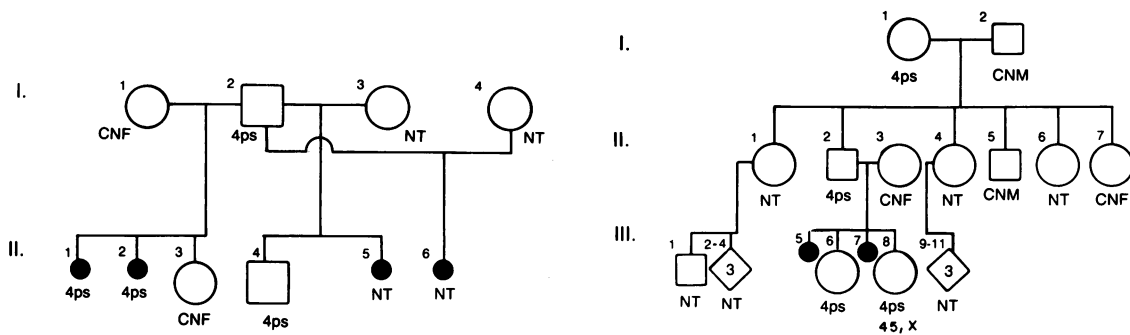 I.
1
CNF
2
4ps
3
NT
4
NT
II.
1
4ps
2
4ps
3
CNF
4
4ps
5
NT
6
NT
I.
1
4ps
2
CNM
II.
1
NT
2
4ps
3
CNF
4
NT
5
CNM
6
NT
7
CNF
III.
1
NT
2-4
3
NT
5
6
4ps
7
8
4ps
45, X
9-11
3
NT